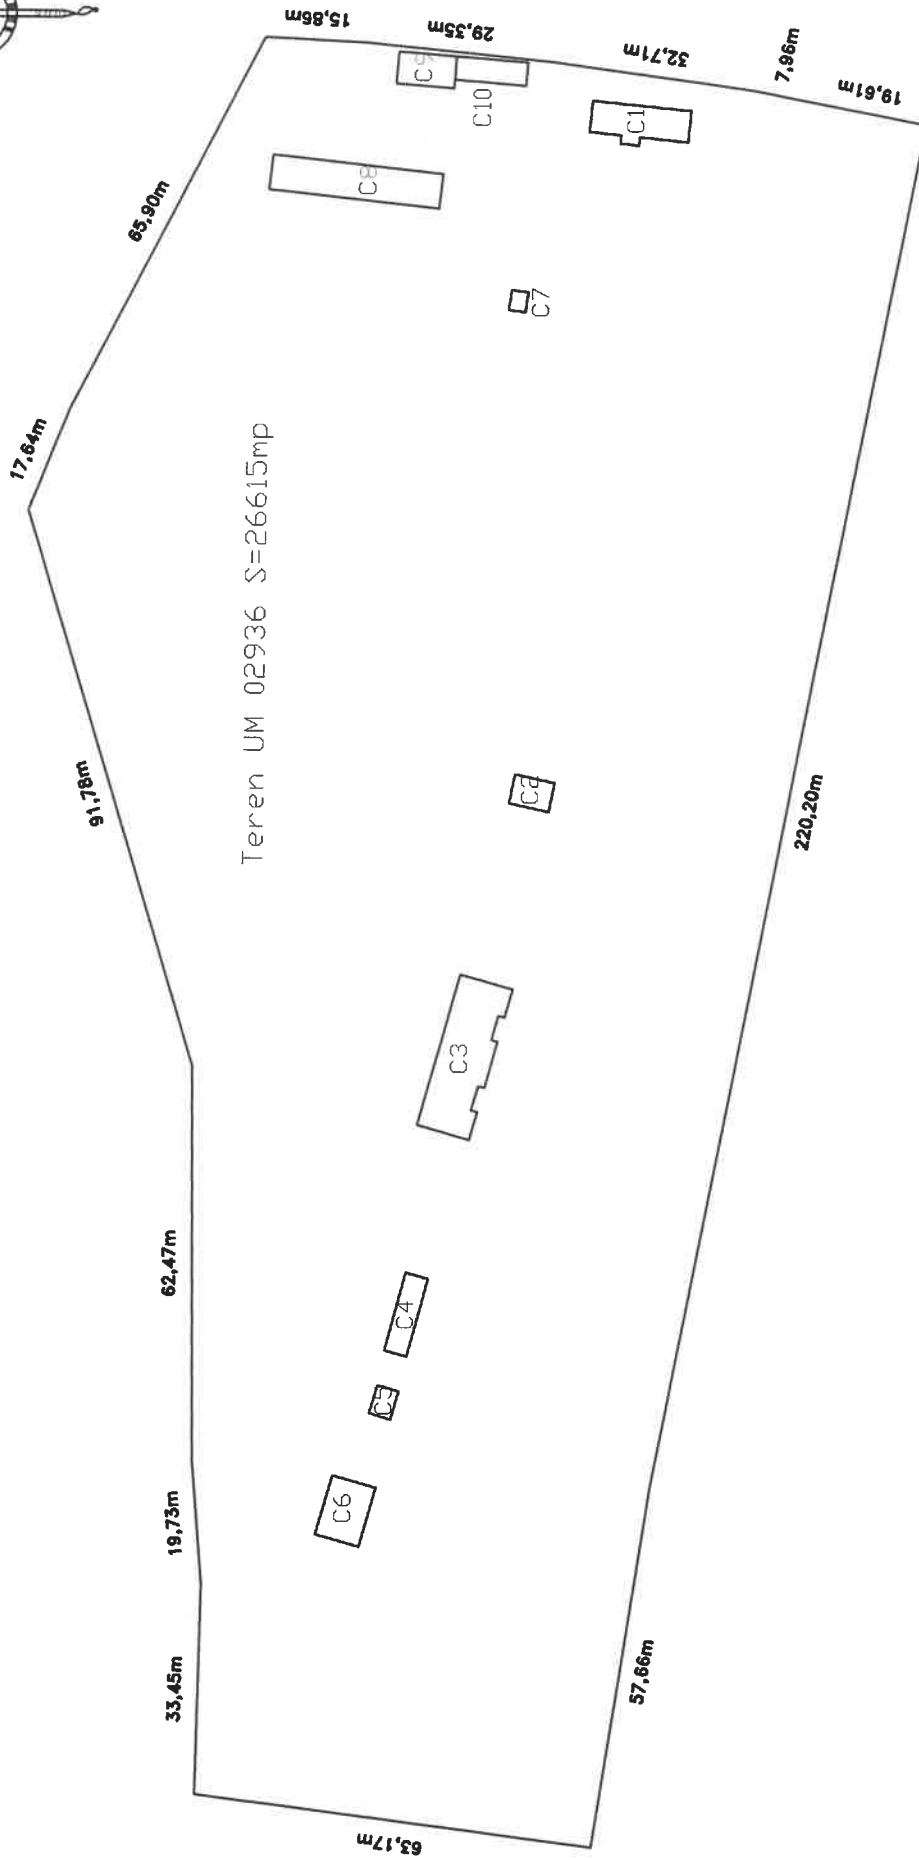 15,86m
29,35m
32,71m
7,96m
19,61m
C9
C10
C1
C8
65,90m
C7
17,64m
Teren UM 02936 S=26615mp
91,78m
C2
220,20m
C3
62,47m
C4
C5
C6
19,73m
33,45m
57,66m
63,17m